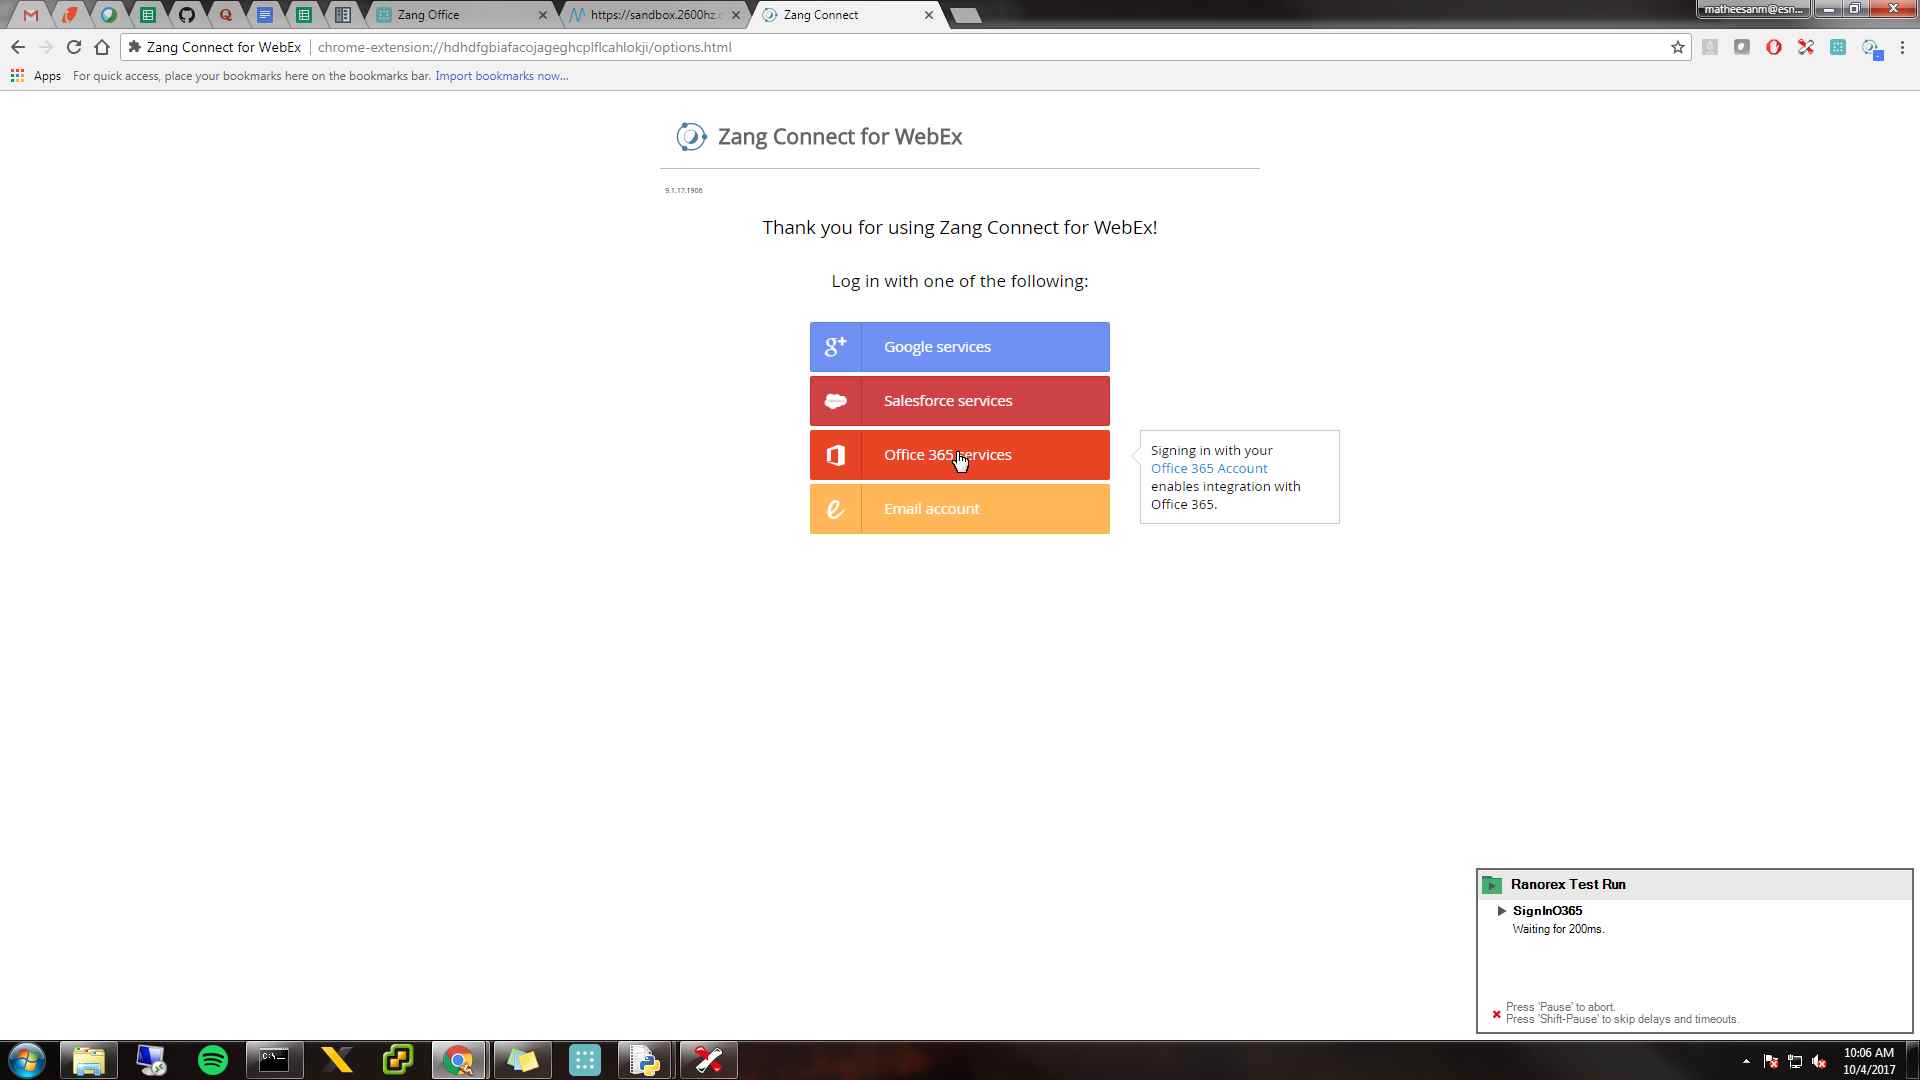 Zang Office
https://sandbox.2600hz.c
Zang Connect
matheesanm@esn...
Zang Connect for WebEx
chrome-extension://hdhdfgbiafacojageghcplflcahlokji/options.html
Apps
For quick access, place your bookmarks here on the bookmarks bar. Import bookmarks now...
Zang Connect for WebEx
9.1.17.1906
Thank you for using Zang Connect for WebEx!
Log in with one of the following:
Google services
Salesforce services
Office 365 services
Signing in with your
Office 365 Account
enables integration with
Office 365.
Email account
Ranorex Test Run
SignInO365
Waiting for 200ms.
Press 'Pause' to abort.
Press 'Shift-Pause' to skip delays and timeouts.
C:\._
10:06 AM
10/4/2017